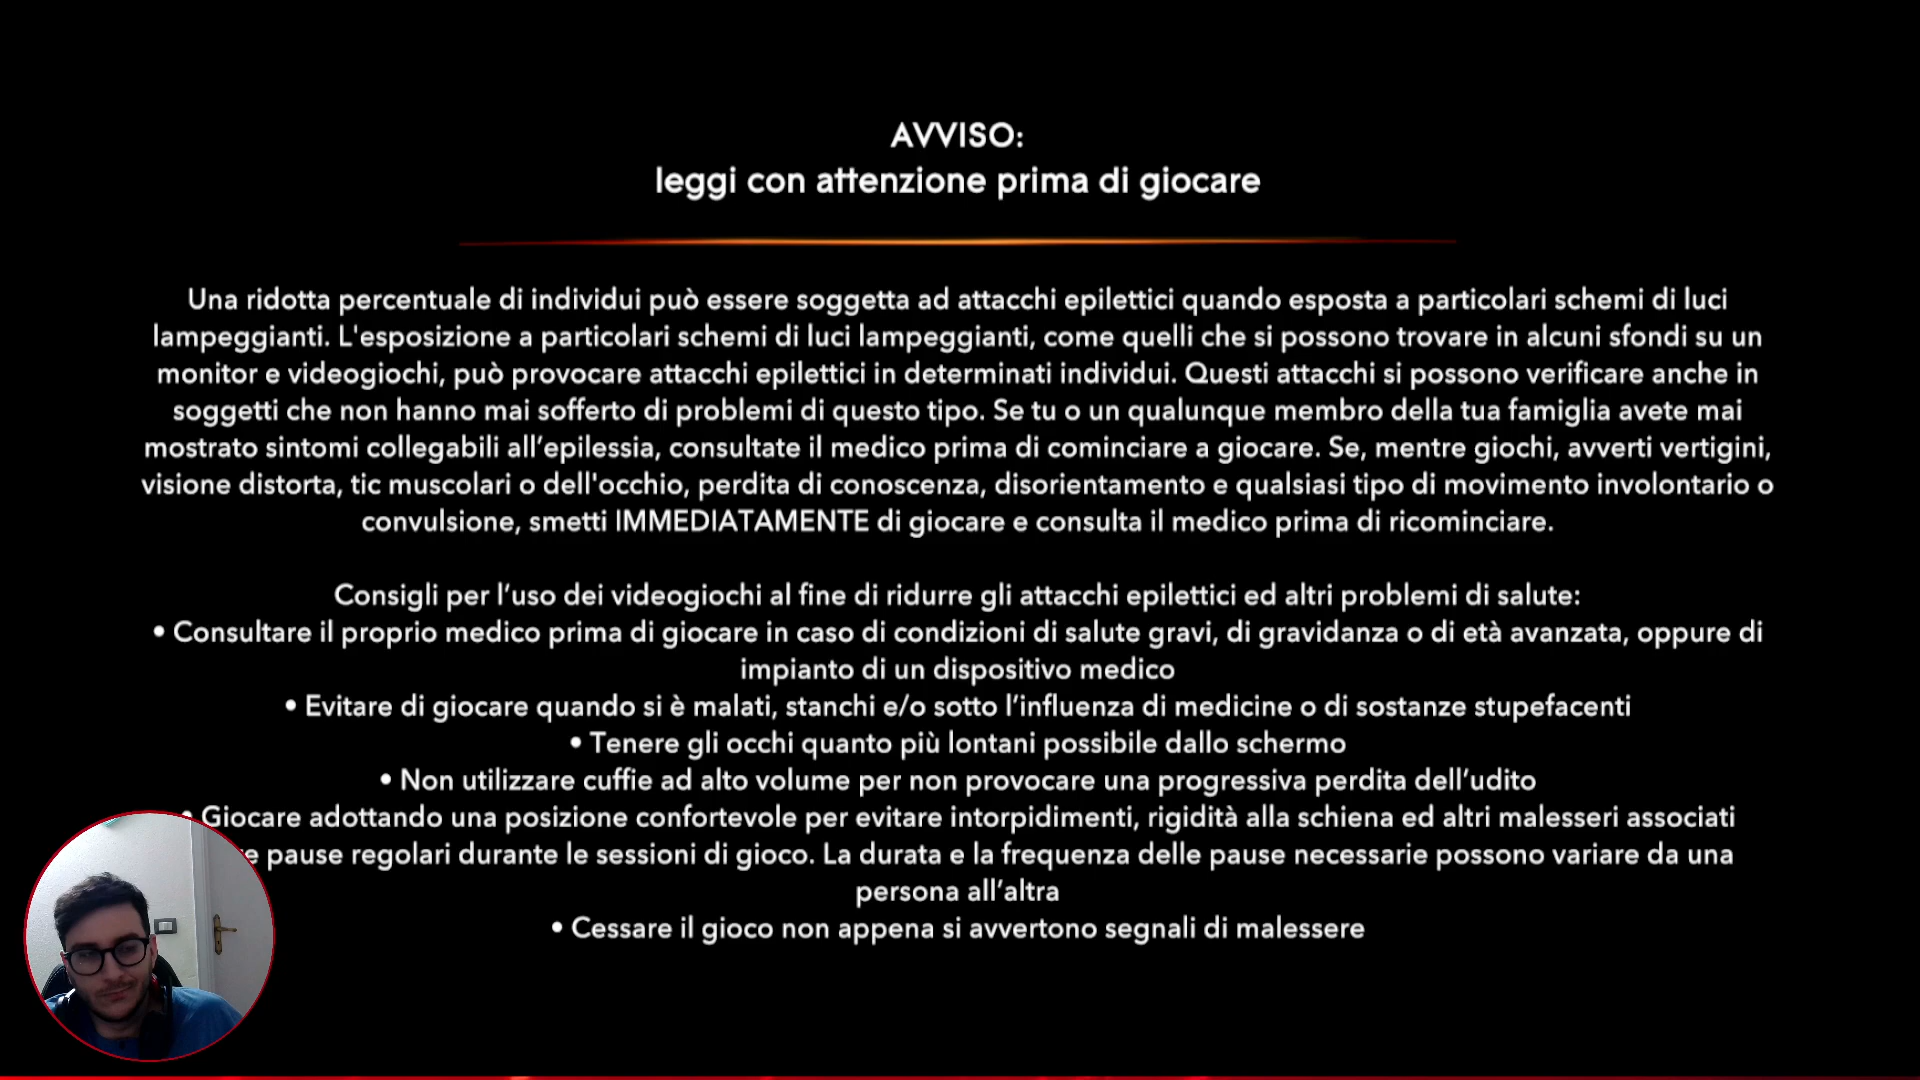 AVVISO:
leggi con attenzione prima di giocare
Una ridotta percentuale di individui può essere soggetta ad attacchi epilettici quando esposta a particolari schemi di luci
lampeggianti. L'esposizione a particolari schemi di luci lampeggianti, come quelli che si possono trovare in alcuni sfondi su un
monitor e videogiochi, può provocare attacchi epilettici in determinati individui. Questi attacchi si possono verificare anche in
soggetti che non hanno mai sofferto di problemi di questo tipo. Se tu o un qualunque membro della tua famiglia avete mai
mostrato sintomi collegabili all’epilessia, consultate il medico prima di cominciare a giocare. Se, mentre giochi, avverti vertigini,
visione distorta, tic muscolari o dell'occhio, perdita di conoscenza, disorientamento e qualsiasi tipo di movimento involontario o
convulsione, smetti IMMEDIATAMENTE di giocare e consulta il medico prima di ricominciare.
Consigli per l’uso dei videogiochi al fine di ridurre gli attacchi epilettici ed altri problemi di salute:
• Consultare il proprio medico prima di giocare in caso di condizioni di salute gravi, di gravidanza o di età avanzata, oppure di
impianto di un dispositivo medico
• Evitare di giocare quando si è malati, stanchi e/o sotto l’influenza di medicine o di sostanze stupefacenti
• Tenere gli occhi quanto più lontani possibile dallo schermo
• Non utilizzare cuffie ad alto volume per non provocare una progressiva perdita dell’udito
• Giocare adottando una posizione confortevole per evitare intorpidimenti, rigidità alla schiena ed altri malesseri associati
pause regolari durante le sessioni di gioco. La durata e la frequenza delle pause necessarie possono variare da una
persona all’altra
• Cessare il gioco non appena si avvertono segnali di malessere